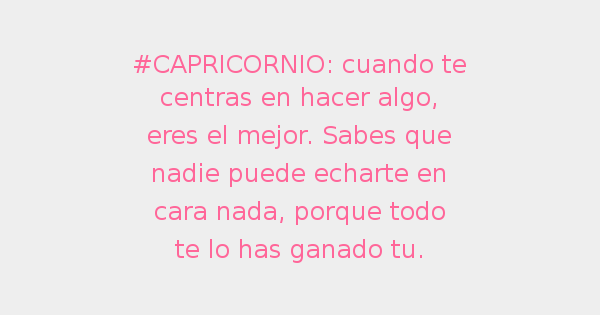 #CAPRICORNIO: cuando te
centras en hacer algo,
eres el mejor. Sabes que
nadie puede echarte en
cara nada, porque todo
te lo has ganado tu.